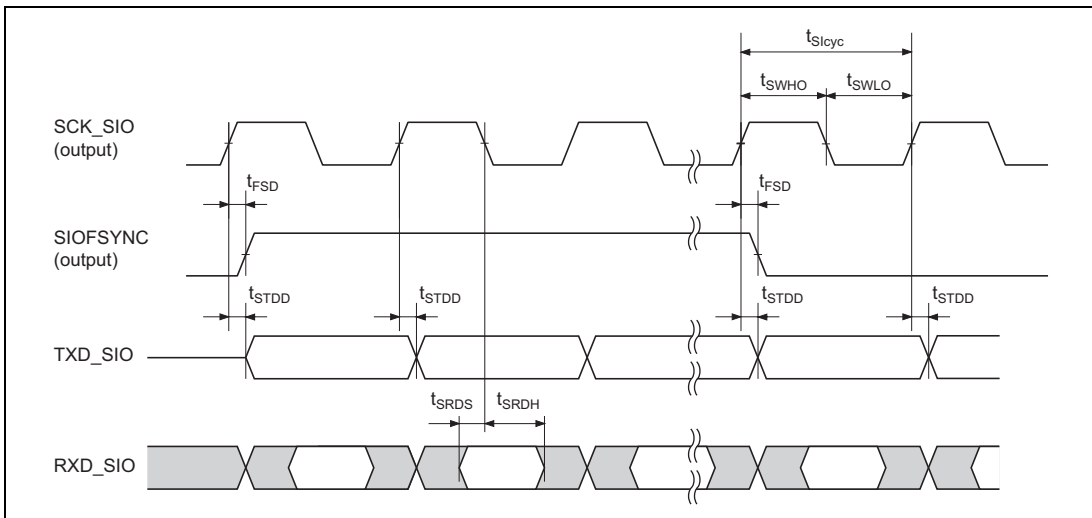 tSIcyc
tSWHO
tSWLO
SCK_SIO
(output)
tFSD
tFSD
SIOFSYNC
(output)
tSTDD
tSTDD
tSTDD
tSTDD
TXD_SIO
tSRDS
tSRDH
RXD_SIO